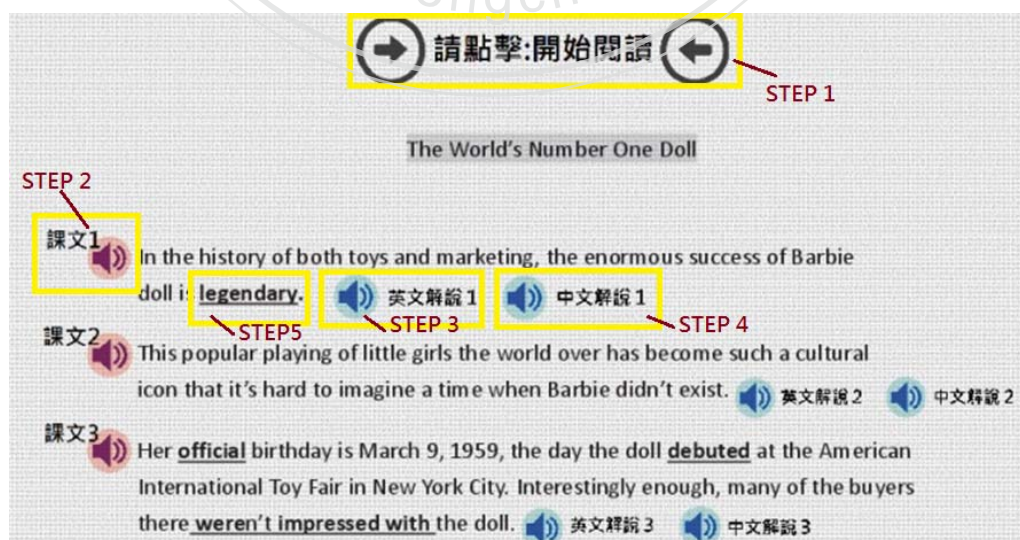 請點擊:開始閱讀
STEP 1
The World's Number One Doll
STEP 2
課文1
In the history of both toys and marketing, the enormous success of Barbie
doll is legendary. 英文解說 1 中文解說 1
STEP5 STEP 3 STEP 4
課文2
This popular playing of little girls the world over has become such a cultural
icon that it's hard to imagine a time when Barbie didn't exist. 英文解說 2 中文解說 2
課文3
Her official birthday is March 9, 1959, the day the doll debuted at the American
International Toy Fair in New York City. Interestingly enough, many of the buyers
there weren't impressed with the doll. 英文解說 3 中文解說 3